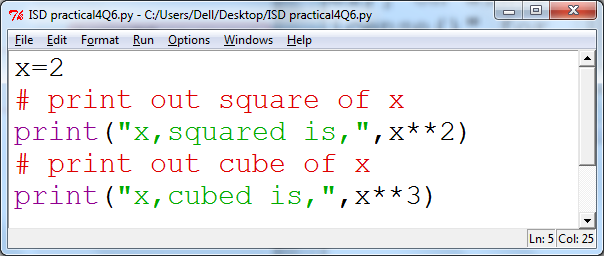 ISD practical4Q6.py - C:/Users/Dell/Desktop/ISD practical4Q6.py
File Edit Format Run Options Windows Help
x=2
# print out square of x
print("x,squared is,",x**2)
# print out cube of x
print("x,cubed is,",x**3)
Ln: 5 Col: 25